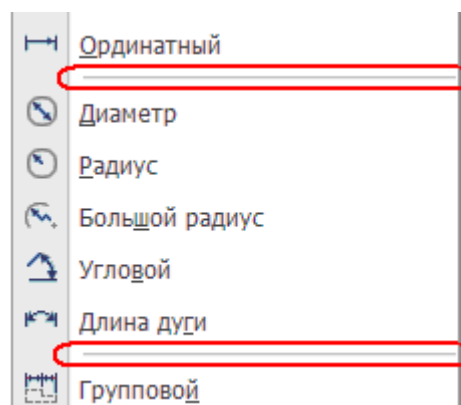 Ординатный
Диаметр
Радиус
Большой радиус
Угловой
Длина дуги
Групповой